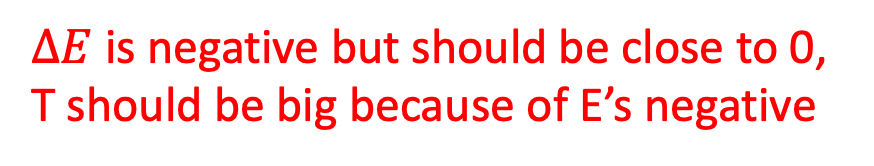 Δ𝐸 is negative but should be close to 0,
T should be big because of E’s negative